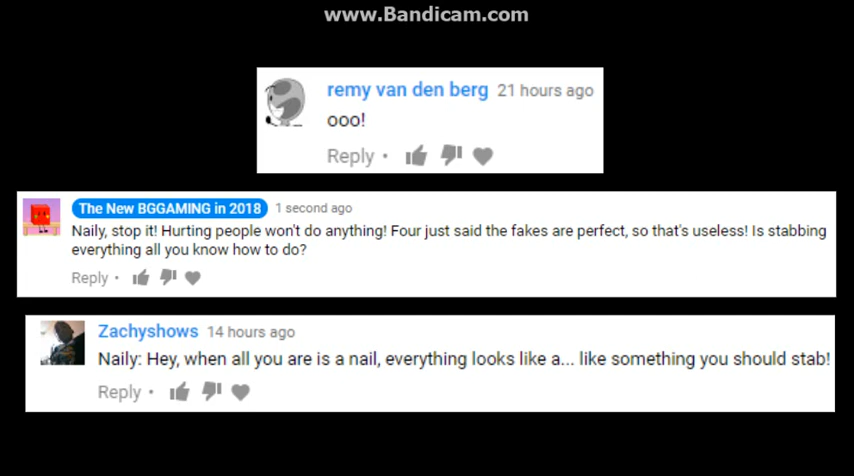 www.Bandicam.com
remy van den berg 21 hours ago
ooo!
Reply •
The New BGGAMING in 2018 1 second ago
Naily, stop it! Hurting people won't do anything! Four just said the fakes are perfect, so that's useless! Is stabbing
everything all you know how to do?
Reply •
Zachyshows 14 hours ago
Naily: Hey, when all you are is a nail, everything looks like a... like something you should stab!
Reply •